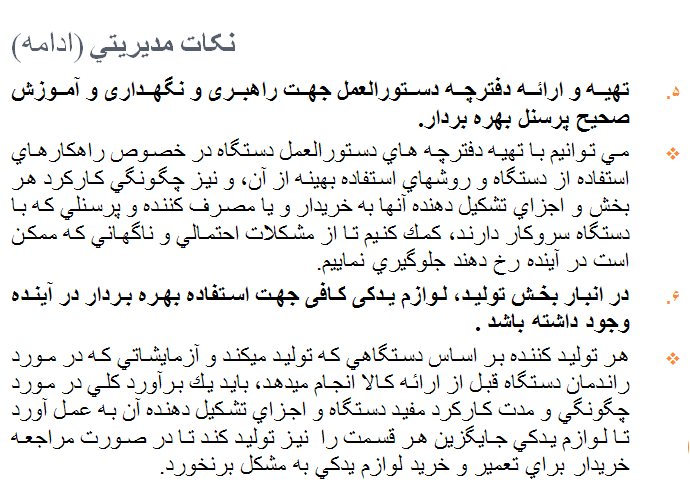 نكات مديريتي (ادامه)
۵. تهیه و ارائه دفترچه دستورالعمل جهت راهبری و نگهداری و آموزش
صحیح پرسنل بهره بردار.
❖ مي توانيم با تهيه دفترچه هاي دستورالعمل دستگاه در خصوص راهكارهاي
استفاده از دستگاه و روشهاي استفاده بهينه از آن، و نيز چگونگي كاركرد هر
بخش و اجزاي تشكيل دهنده آنها به خريدار و يا مصرف كننده و پرسنلي كه با
دستگاه سروكار دارند، كمك كنيم تا از مشكلات احتمالي و ناگهاني كه ممكن
است در آينده رخ دهند جلوگيري نماييم.
۶. در انبار بخش تولید، لوازم یدکی کافی جهت استفاده بهره بردار در آینده
وجود داشته باشد .
❖ هر توليد كننده بر اساس دستگاهي كه توليد ميكند و آزمايشاتي كه در مورد
راندمان دستگاه قبل از ارائه كالا انجام ميدهد، بايد يك برآورد كلي در مورد
چگونگي و مدت كاركرد مفيد دستگاه و اجزاي تشكيل دهنده آن به عمل آورد
تا لوازم يدكي جايگزين هر قسمت را نيز توليد كند تا در صورت مراجعه
خريدار براي تعمير و خريد لوازم يدكي به مشكل برنخورد.